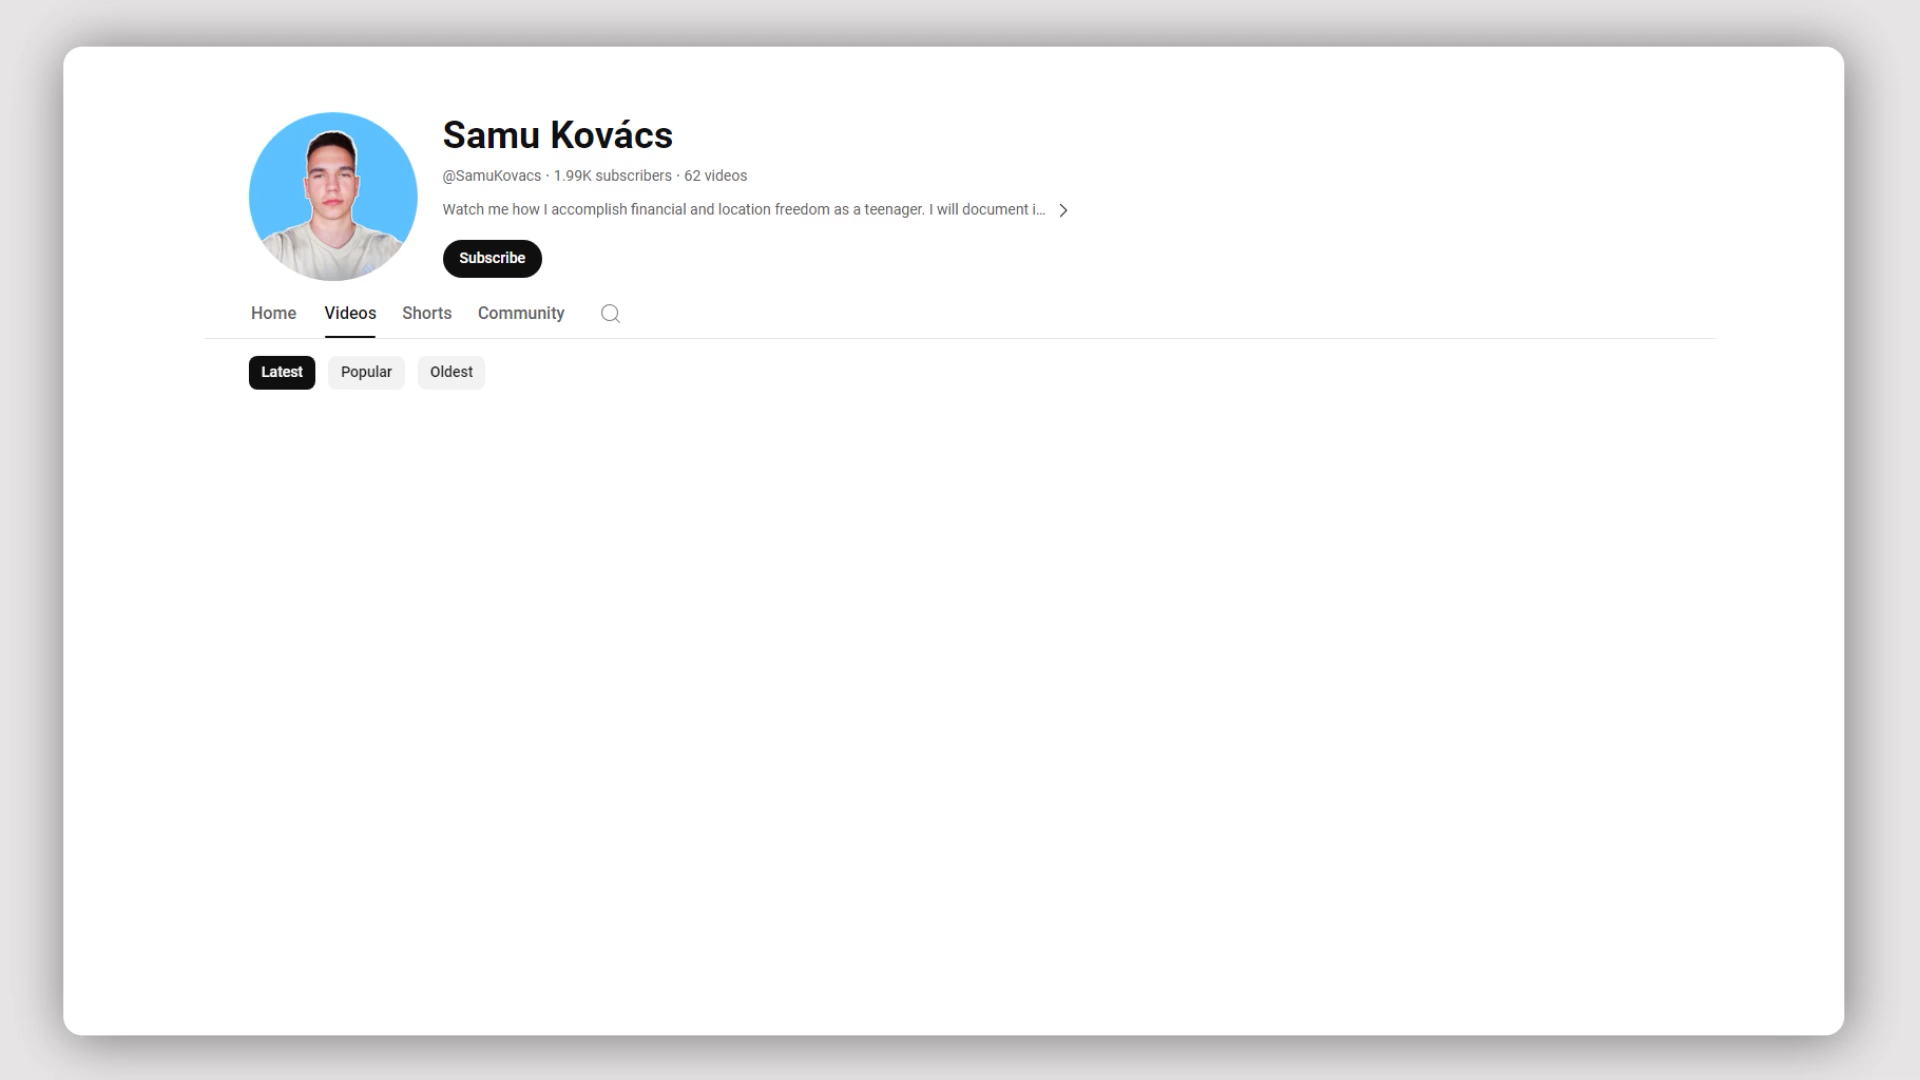 Samu Kovács
@SamuKovacs · 1.99K subscribers · 62 videos
Watch me how I accomplish financial and location freedom as a teenager. I will document i...
Subscribe
Home Videos Shorts Community
Latest Popular Oldest